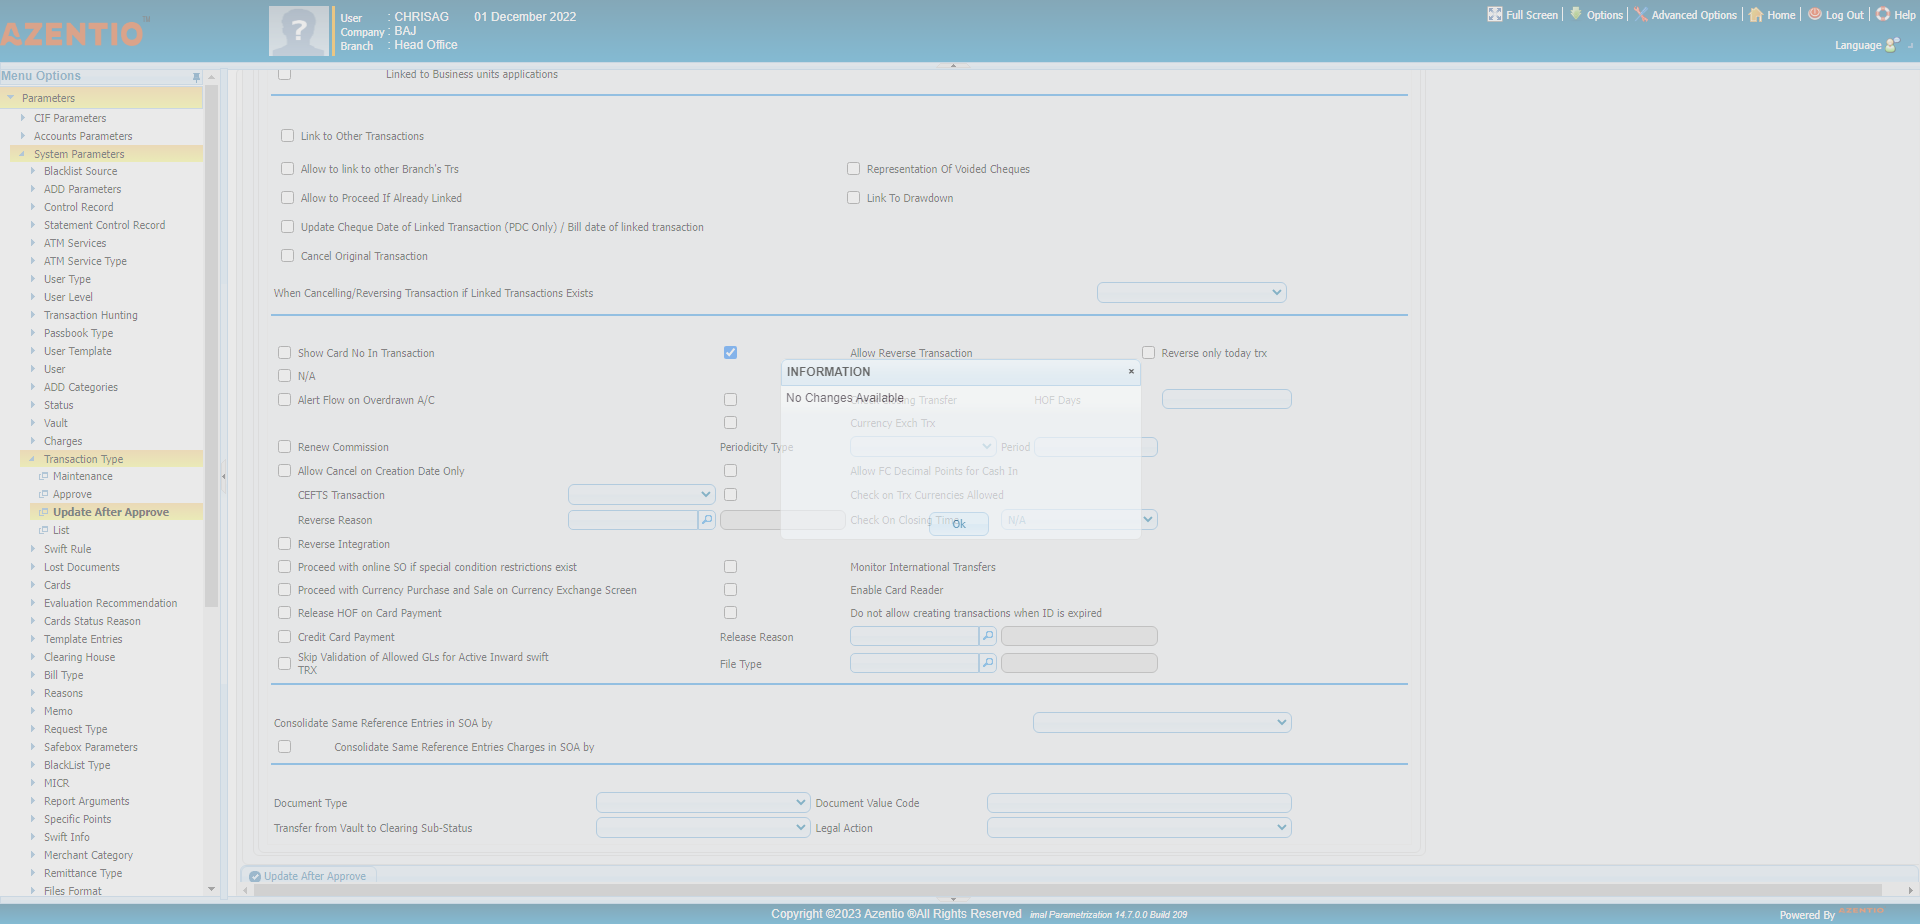 AZENTIO™
User : CHRISAG 01 December 2022
Company : BAJ
Branch : Head Office
Full Screen Options Advanced Options Home Log Out Help
Language
Menu Options
Parameters
CIF Parameters
Accounts Parameters
System Parameters
Blacklist Source
ADD Parameters
Control Record
Statement Control Record
ATM Services
ATM Service Type
User Type
User Level
Transaction Hunting
Passbook Type
User Template
User
ADD Categories
Status
Vault
Charges
Transaction Type
Maintenance
Approve
Update After Approve
List
Swift Rule
Lost Documents
Cards
Evaluation Recommendation
Cards Status Reason
Template Entries
Clearing House
Bill Type
Reasons
Memo
Request Type
Safebox Parameters
BlackList Type
MICR
Report Arguments
Specific Points
Swift Info
Merchant Category
Remittance Type
Files Format
Linked to Business units applications
Link to Other Transactions
Allow to link to other Branch's Trs Representation Of Voided Cheques
Allow to Proceed If Already Linked Link To Drawdown
Update Cheque Date of Linked Transaction (PDC Only) / Bill date of linked transaction
Cancel Original Transaction
When Cancelling/Reversing Transaction if Linked Transactions Exists
Show Card No In Transaction Allow Reverse Transaction Reverse only today trx
N/A
INFORMATION ×
No Changes Available
Ok
Alert Flow on Overdrawn A/C Closing Transfer HOF Days
Currency Exch Trx
Renew Commission Periodicity Type Period
Allow Cancel on Creation Date Only Allow FC Decimal Points for Cash In
CEFTS Transaction Check on Trx Currencies Allowed
Reverse Reason Check On Closing Time N/A
Reverse Integration
Proceed with online SO if special condition restrictions exist Monitor International Transfers
Proceed with Currency Purchase and Sale on Currency Exchange Screen Enable Card Reader
Release HOF on Card Payment Do not allow creating transactions when ID is expired
Credit Card Payment Release Reason
Skip Validation of Allowed GLs for Active Inward swift
TRX File Type
Consolidate Same Reference Entries in SOA by
Consolidate Same Reference Entries Charges in SOA by
Document Type Document Value Code
Transfer from Vault to Clearing Sub-Status Legal Action
Update After Approve
Copyright ©2023 Azentio ®All Rights Reserved imal Parametrization 14.7.0.0 Build 209
Powered By AZENTIO